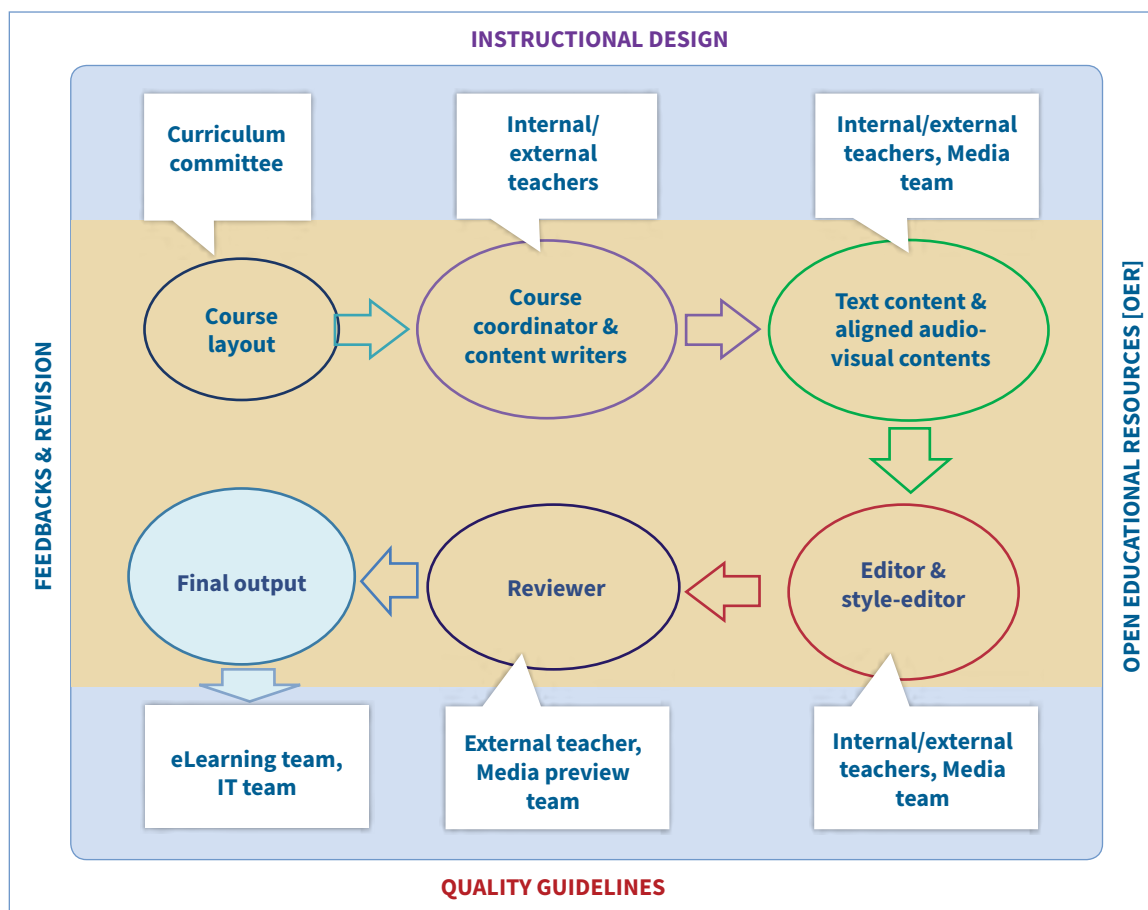 INSTRUCTIONAL DESIGN
Curriculum
committee
Internal/
external
teachers
Internal/external
teachers, Media
team
Course
layout
Course
coordinator &
content writers
Text content &
aligned audio-
visual contents
FEEDBACKS & REVISION
OPEN EDUCATIONAL RESOURCES [OER]
Final output
Reviewer
Editor &
style-editor
eLearning team,
IT team
External teacher,
Media preview
team
Internal/external
teachers, Media
team
QUALITY GUIDELINES